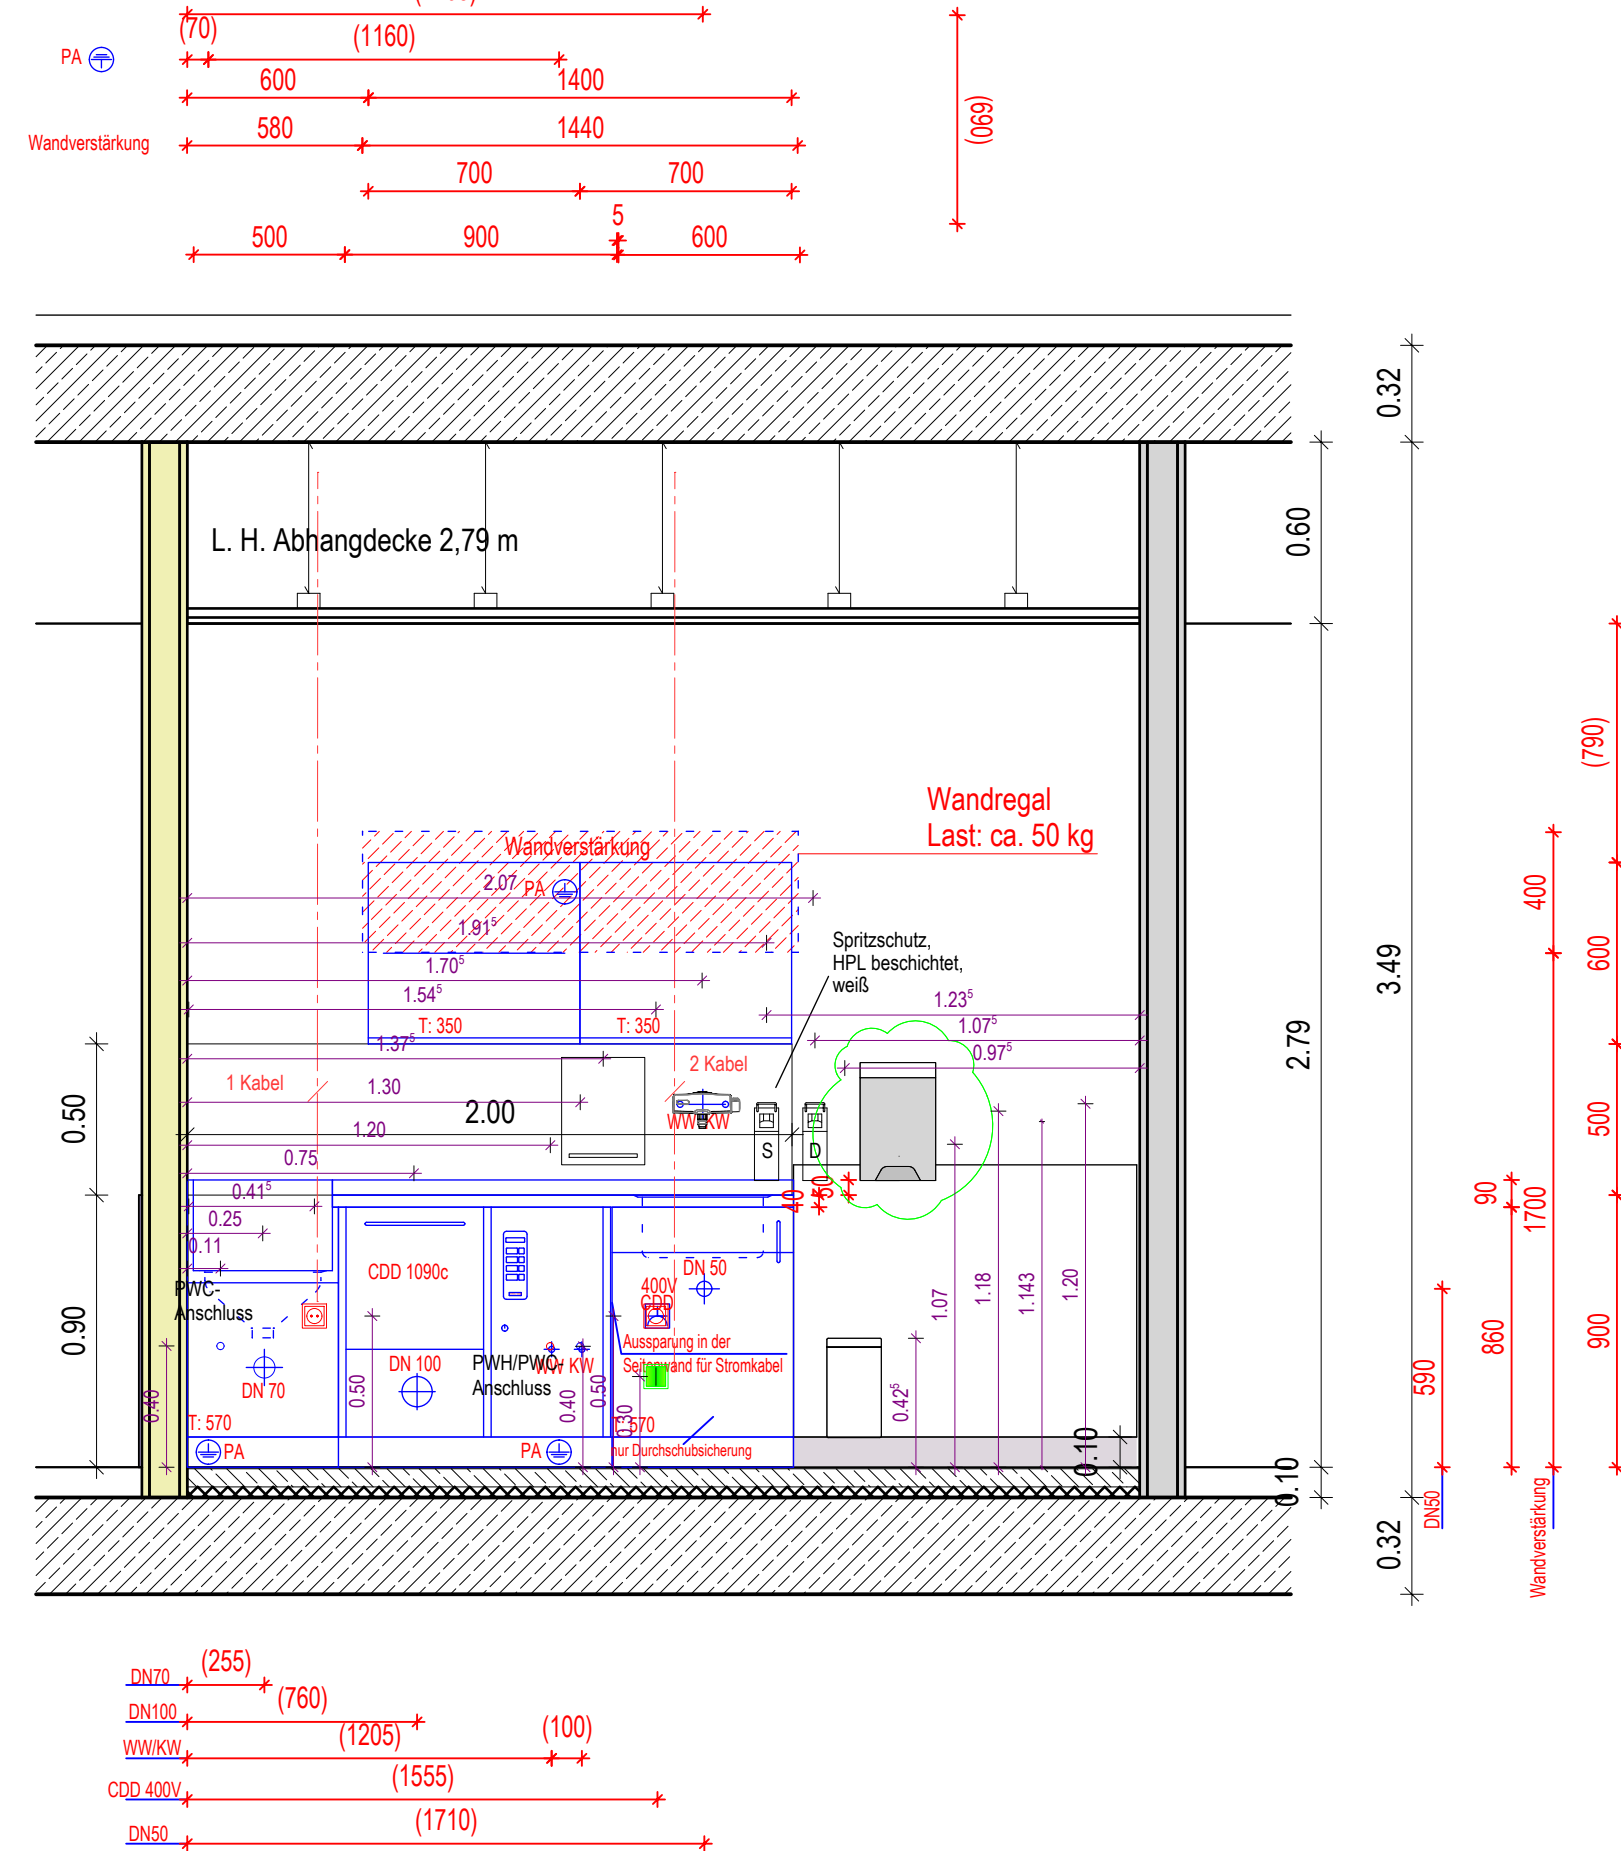 (70)
(1160)
PA
600
1400
(690)
Wandverstärkung
580
1440
700
700
5
500
900
600
0.32
0.60
L. H. Abhangdecke 2,79 m
(790)
Wandregal
Last: ca. 50 kg
Wandverstärkung
400
2.07
PA
1.91⁵
Spritzschutz,
HPL beschichtet,
weiß
600
3.49
1.70⁵
1.54⁵
1.23⁵
T: 350
T: 350
1.07⁵
1.37⁵
0.97⁵
2.79
1 Kabel
2 Kabel
1.30
0.50
2.00
WW KW
500
1.20
S
D
0.75
0.41⁵
40
50
90
1700
0.25
0.11
CDD 1090c
DN 50
PWC-
Anschluss
400V
CDD
1.07
1.18
1.143
1.20
0.90
Aussparung in der
Seitenwand für Stromkabel
860
900
DN 100
PWH/PWC-
Anschluss
WW KW
DN 70
590
0.40
0.50
0.40
0.50
0.30
0.42⁵
T: 570
T: 570
PA
PA
nur Durchschubsicherung
0.10
0.10
DN50
Wandverstärkung
0.32
DN70
(255)
DN100
(760)
WW/KW
(1205)
(100)
CDD 400V
(1555)
DN50
(1710)